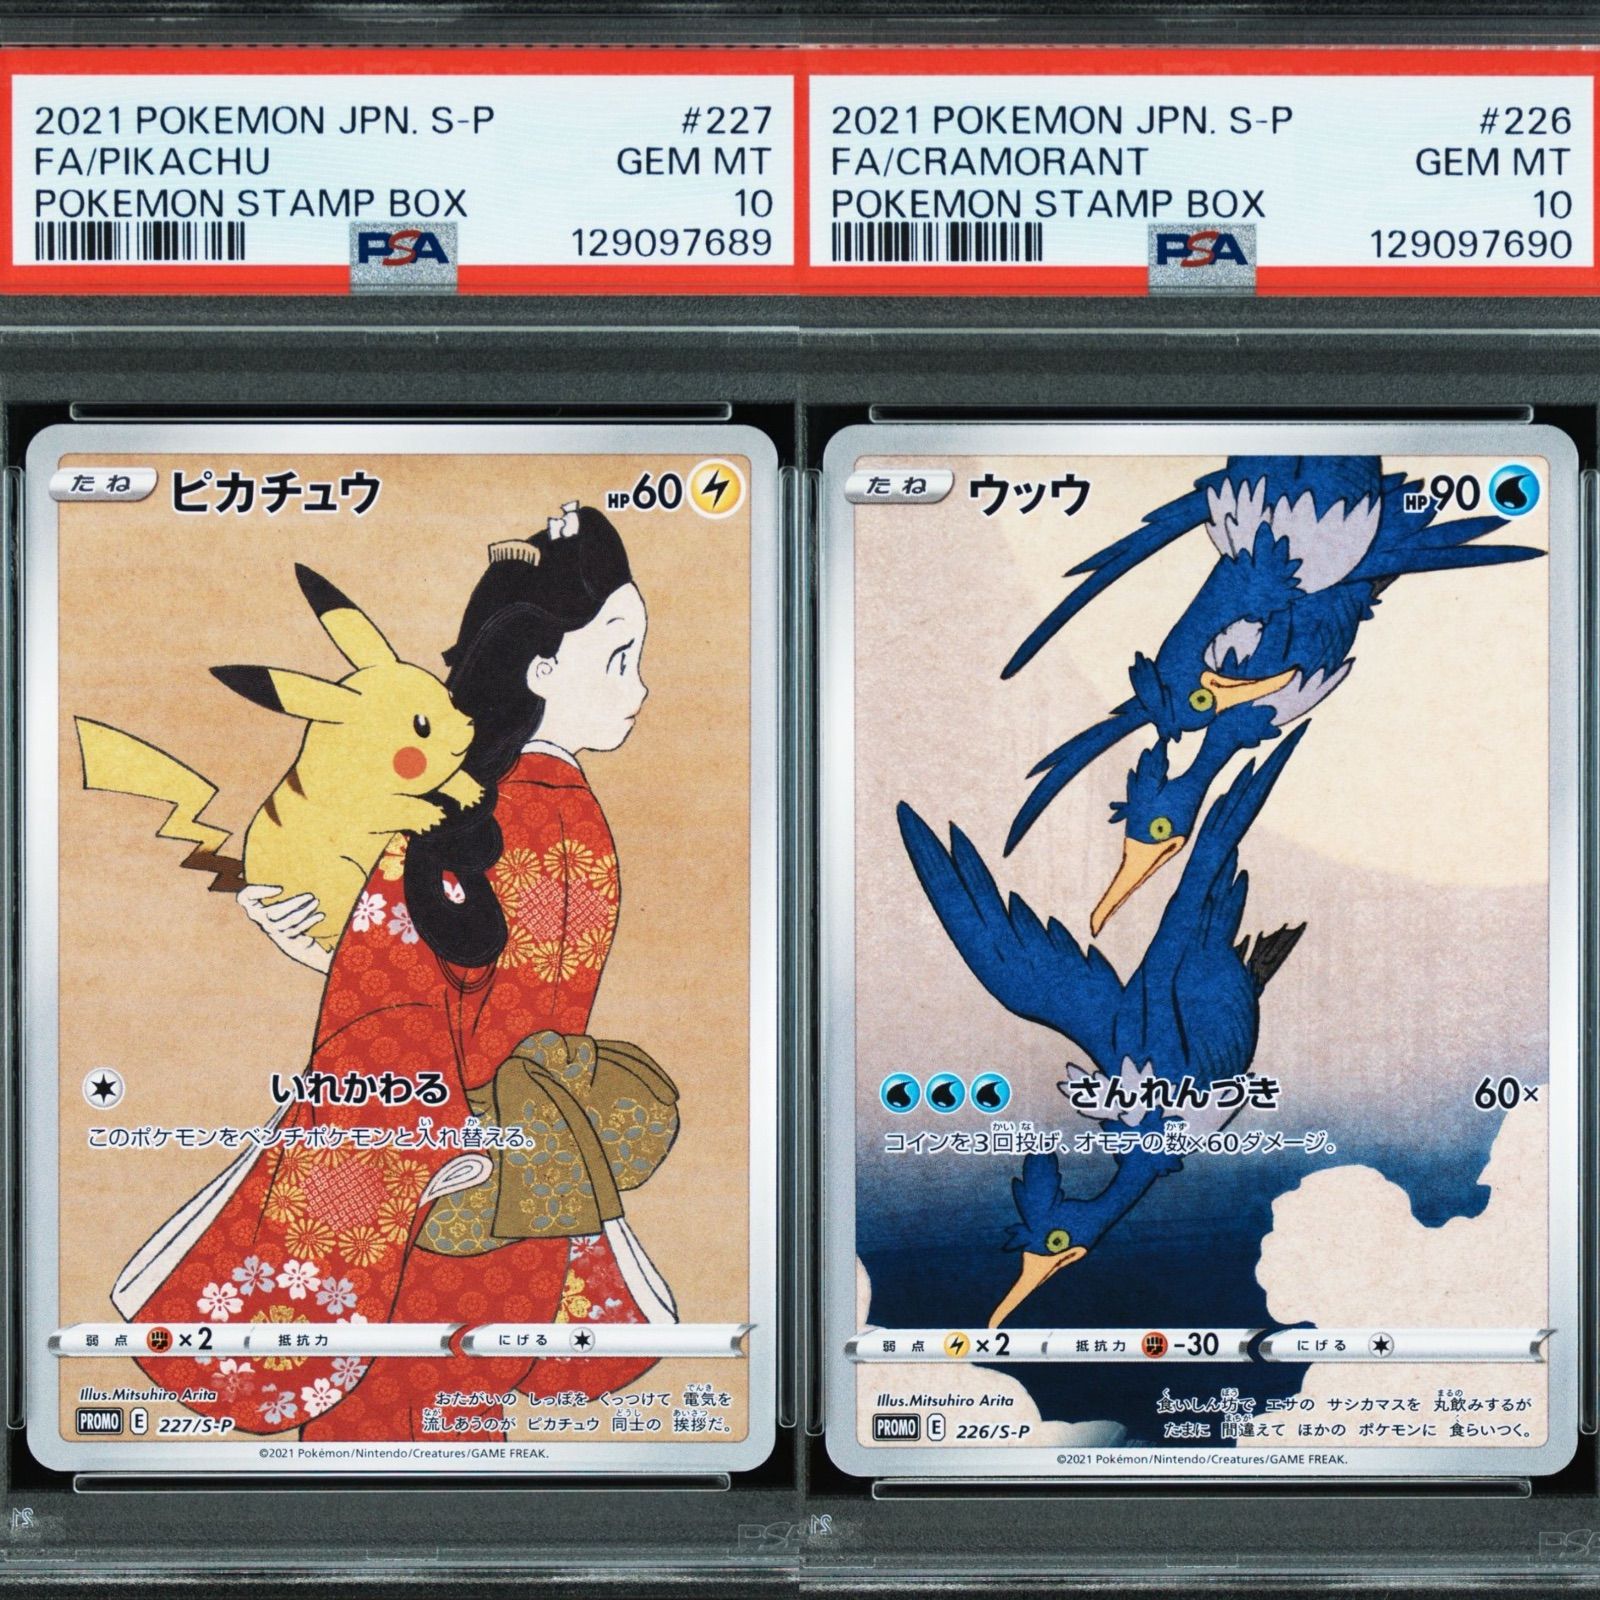 2021 POKEMON JPN. S-P #227
FA/PIKACHU GEM MT
POKEMON STAMP BOX 10
PSA 129097689
たね ピカチュウ HP60
いれかわる
このポケモンをベンチポケモンと入れ替える。
弱点 ×2 抵抗力 にげる
Illus.Mitsuhiro Arita
PROMO E 227/S-P
おたがいの しっぽを くっつけて 電気を
流しあうのが ピカチュウ 同士の 挨拶だ。
©2021 Pokémon/Nintendo/Creatures/GAME FREAK.
PSA
2021 POKEMON JPN. S-P #226
FA/CRAMORANT GEM MT
POKEMON STAMP BOX 10
PSA 129097690
たね ウッウ HP90
さんれんづき 60×
コインを3回投げ、オモテの数×60ダメージ。
弱点 ×2 抵抗力 -30 にげる
Illus.Mitsuhiro Arita
PROMO E 226/S-P
食いしん坊で エサの サシカマスを 丸飲みするが
たまに 間違えて ほかの ポケモンに 食らいつく。
©2021 Pokémon/Nintendo/Creatures/GAME FREAK.
PSA